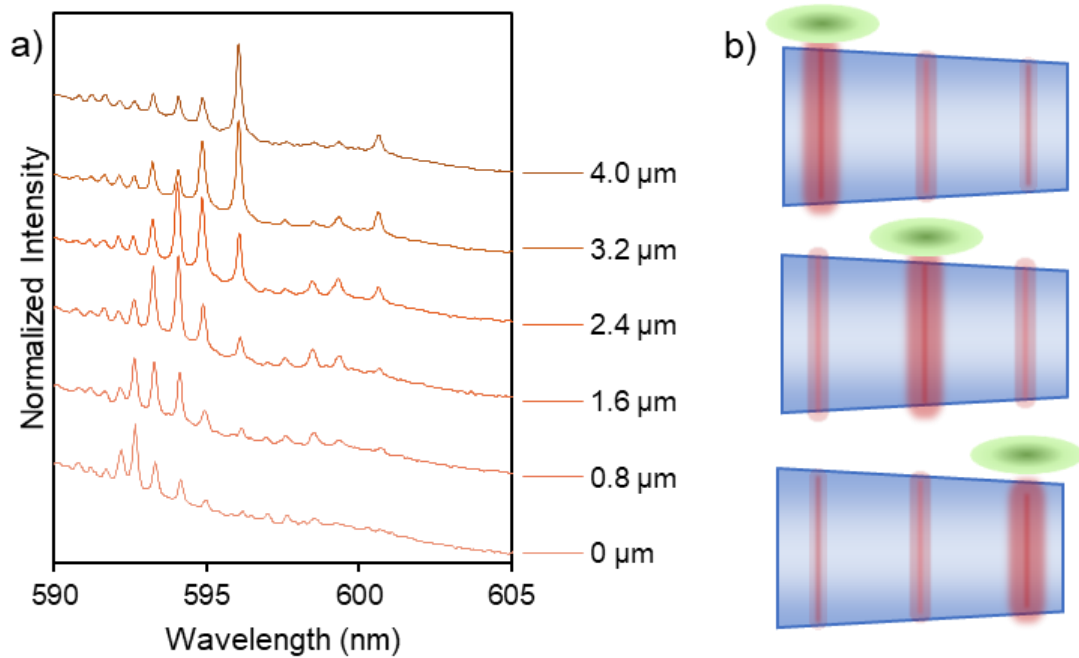 a)
b)
Normalized Intensity
4.0 µm
3.2 µm
2.4 µm
1.6 µm
0.8 µm
0 µm
590 595 600 605
Wavelength (nm)